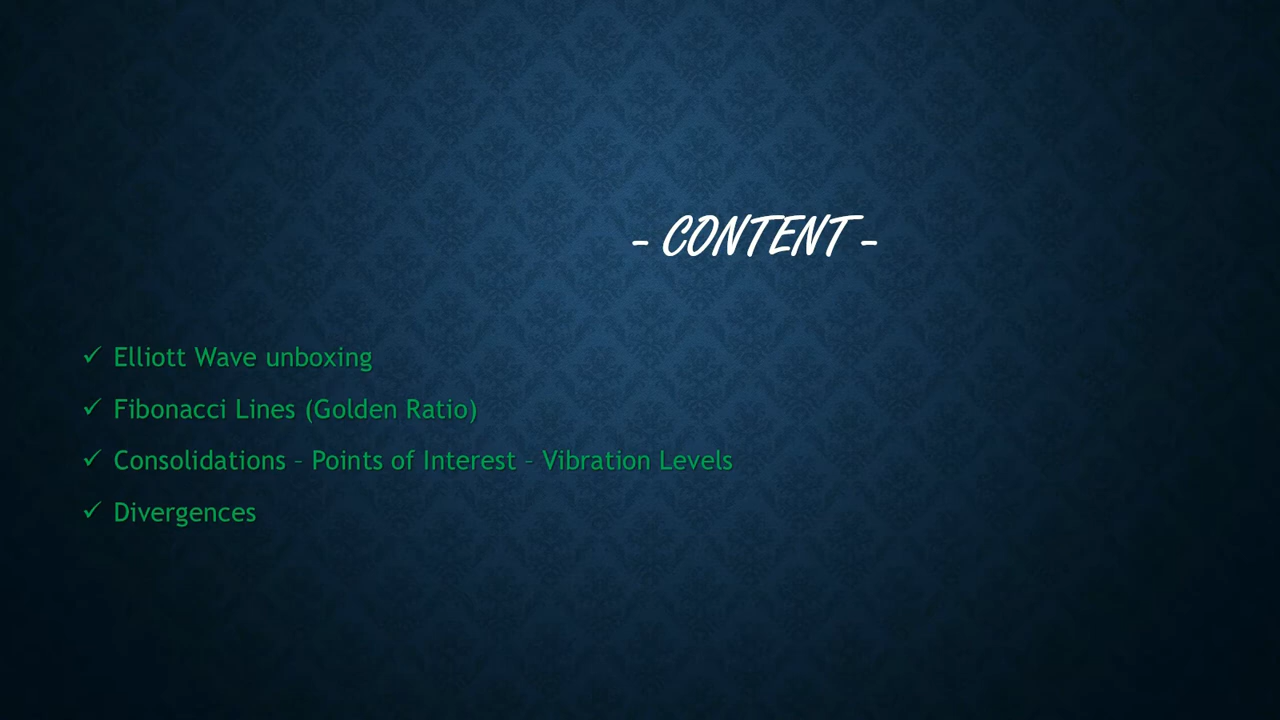 - CONTENT -
✓ Elliott Wave unboxing
✓ Fibonacci Lines (Golden Ratio)
✓ Consolidations – Points of Interest – Vibration Levels
✓ Divergences